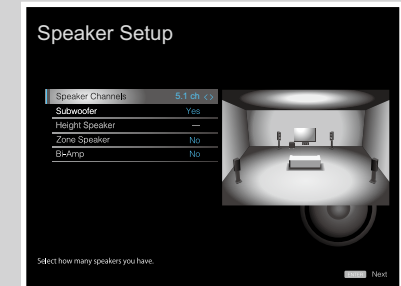 Speaker Setup
Speaker Channels 5.1 ch <>
Subwoofer Yes
Height Speaker ---
Zone Speaker No
Bi-Amp No
Select how many speakers you have.
ENTER Next